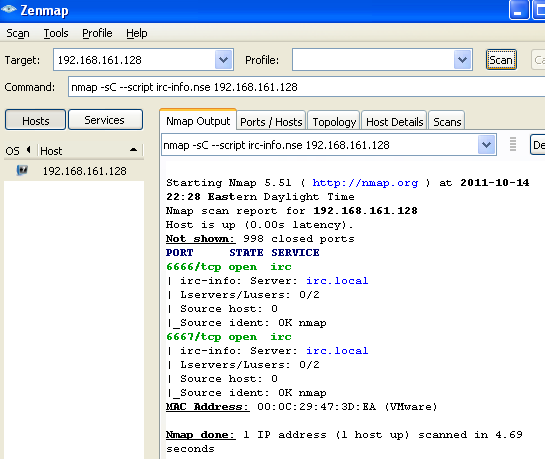 Zenmap
Scan Tools Profile Help
Target: 192.168.161.128 Profile: Scan Ca
Command: nmap -sC --script irc-info.nse 192.168.161.128
Hosts Services
Nmap Output Ports / Hosts Topology Host Details Scans
OS Host
192.168.161.128
nmap -sC --script irc-info.nse 192.168.161.128 De
Starting Nmap 5.51 ( http://nmap.org ) at 2011-10-14
22:28 Eastern Daylight Time
Nmap scan report for 192.168.161.128
Host is up (0.00s latency).
Not shown: 998 closed ports
PORT STATE SERVICE
6666/tcp open irc
| irc-info: Server: irc.local
| Lservers/Lusers: 0/2
| Source host: 0
|_Source ident: OK nmap
6667/tcp open irc
| irc-info: Server: irc.local
| Lservers/Lusers: 0/2
| Source host: 0
|_Source ident: OK nmap
MAC Address: 00:0C:29:47:3D:EA (VMware)
Nmap done: 1 IP address (1 host up) scanned in 4.69
seconds